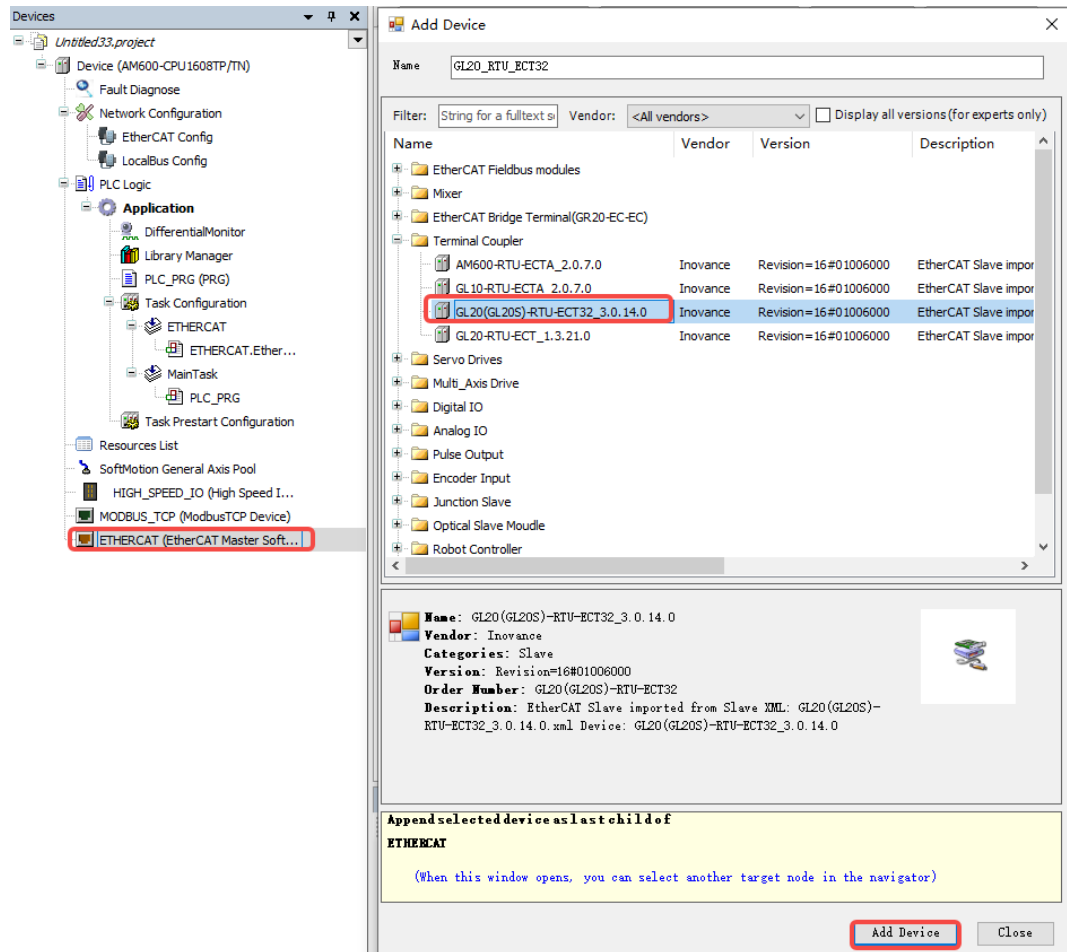 Devices
Untitled33.project
Device (AM600-CPU1608TP/TN)
Fault Diagnose
Network Configuration
EtherCAT Config
LocalBus Config
PLC Logic
Application
DifferentialMonitor
Library Manager
PLC_PRG (PRG)
Task Configuration
ETHERCAT
ETHERCAT.Ether...
MainTask
PLC_PRG
Task Prestart Configuration
Resources List
SoftMotion General Axis Pool
HIGH_SPEED_IO (High Speed I...
MODBUS_TCP (ModbusTCP Device)
ETHERCAT (EtherCAT Master Soft...
Add Device
Name GL20_RTU_ECT32
Filter: String for a fulltext s Vendor: <All vendors> Display all versions(for experts only)
Name Vendor Version Description
EtherCAT Fieldbus modules
Mixer
EtherCAT Bridge Terminal(GR20-EC-EC)
Terminal Coupler
AM600-RTU-ECTA_2.0.7.0 Inovance Revision=16#01006000 EtherCAT Slave impor
GL10-RTU-ECTA_2.0.7.0 Inovance Revision=16#01006000 EtherCAT Slave impor
GL20(GL20S)-RTU-ECT32_3.0.14.0 Inovance Revision=16#01006000 EtherCAT Slave impor
GL20-RTU-ECT_1.3.21.0 Inovance Revision=16#01006000 EtherCAT Slave impor
Servo Drives
Multi_Axis Drive
Digital IO
Analog IO
Pulse Output
Encoder Input
Junction Slave
Optical Slave Moudle
Robot Controller
Name: GL20(GL20S)-RTU-ECT32_3.0.14.0
Vendor: Inovance
Categories: Slave
Version: Revision=16#01006000
Order Number: GL20(GL20S)-RTU-ECT32
Description: EtherCAT Slave imported from Slave XML: GL20(GL20S)-
RTU-ECT32_3.0.14.0.xml Device: GL20(GL20S)-RTU-ECT32_3.0.14.0
Append selected device as last child of
ETHERCAT
(When this window opens, you can select another target node in the navigator)
Add Device Close